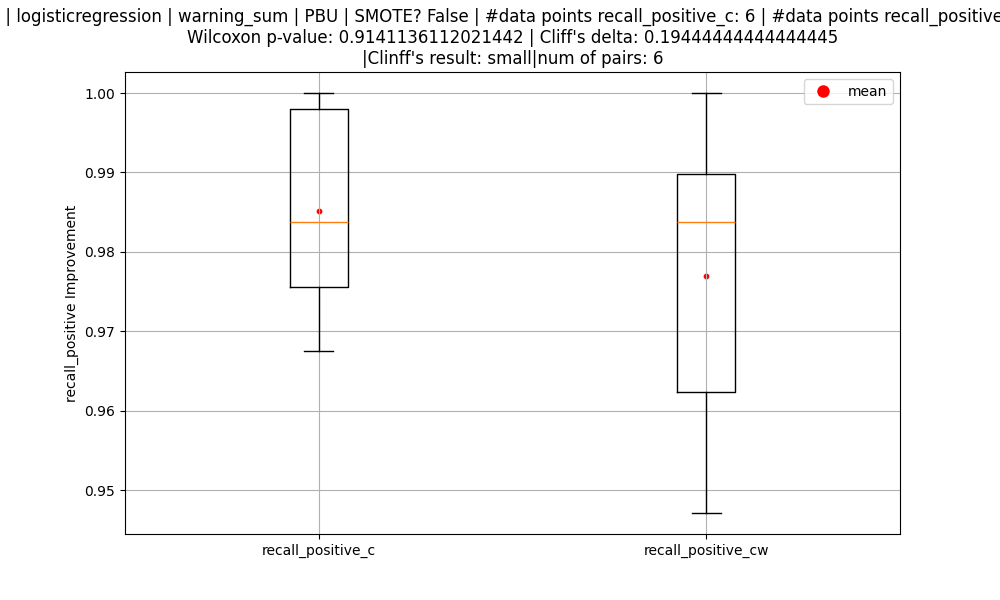 | logisticregression | warning_sum | PBU | SMOTE? False | #data points recall_positive_c: 6 | #data points recall_positive
Wilcoxon p-value: 0.9141136112021442 | Cliff's delta: 0.19444444444444445
|Clinff's result: small|num of pairs: 6
mean
1.00
0.99
0.98
0.97
0.96
0.95
recall_positive Improvement
recall_positive_c
recall_positive_cw